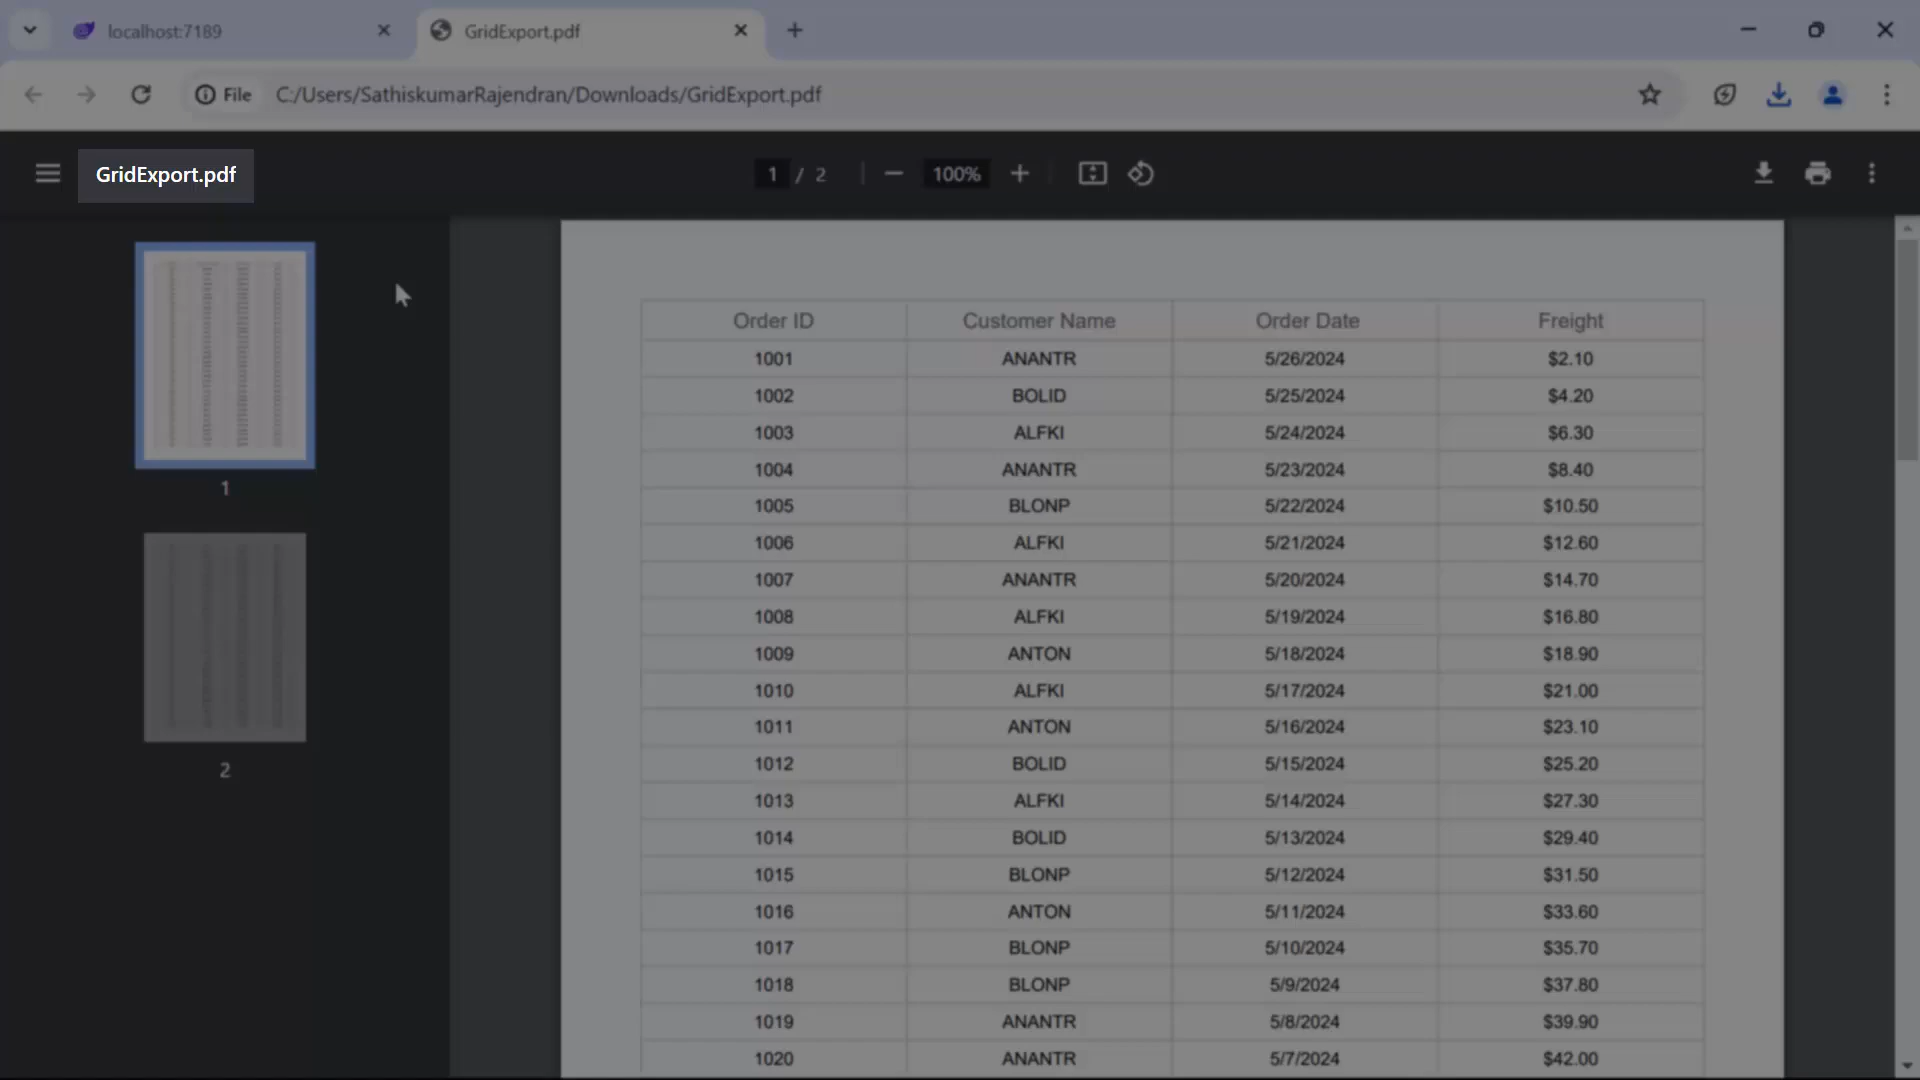 localhost:7189
GridExport.pdf
File C:/Users/SathiskumarRajendran/Downloads/GridExport.pdf
GridExport.pdf
1 / 2
100%
1
2
Order ID Customer Name Order Date Freight
1001 ANANTR 5/26/2024 $2.10
1002 BOLID 5/25/2024 $4.20
1003 ALFKI 5/24/2024 $6.30
1004 ANANTR 5/23/2024 $8.40
1005 BLONP 5/22/2024 $10.50
1006 ALFKI 5/21/2024 $12.60
1007 ANANTR 5/20/2024 $14.70
1008 ALFKI 5/19/2024 $16.80
1009 ANTON 5/18/2024 $18.90
1010 ALFKI 5/17/2024 $21.00
1011 ANTON 5/16/2024 $23.10
1012 BOLID 5/15/2024 $25.20
1013 ALFKI 5/14/2024 $27.30
1014 BOLID 5/13/2024 $29.40
1015 BLONP 5/12/2024 $31.50
1016 ANTON 5/11/2024 $33.60
1017 BLONP 5/10/2024 $35.70
1018 BLONP 5/9/2024 $37.80
1019 ANANTR 5/8/2024 $39.90
1020 ANANTR 5/7/2024 $42.00